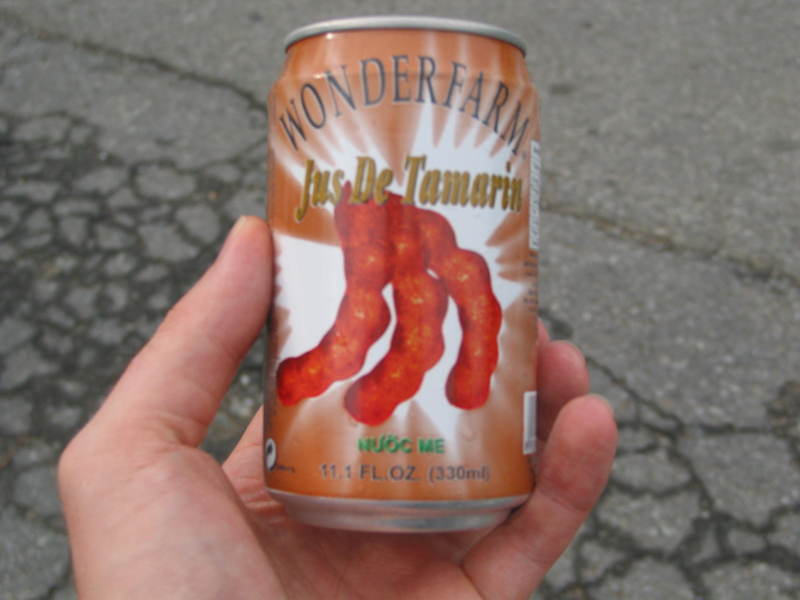 WONDERFARM
Jus De Tamarin
NƯỚC ME
11.1 FL.OZ. (330ml)